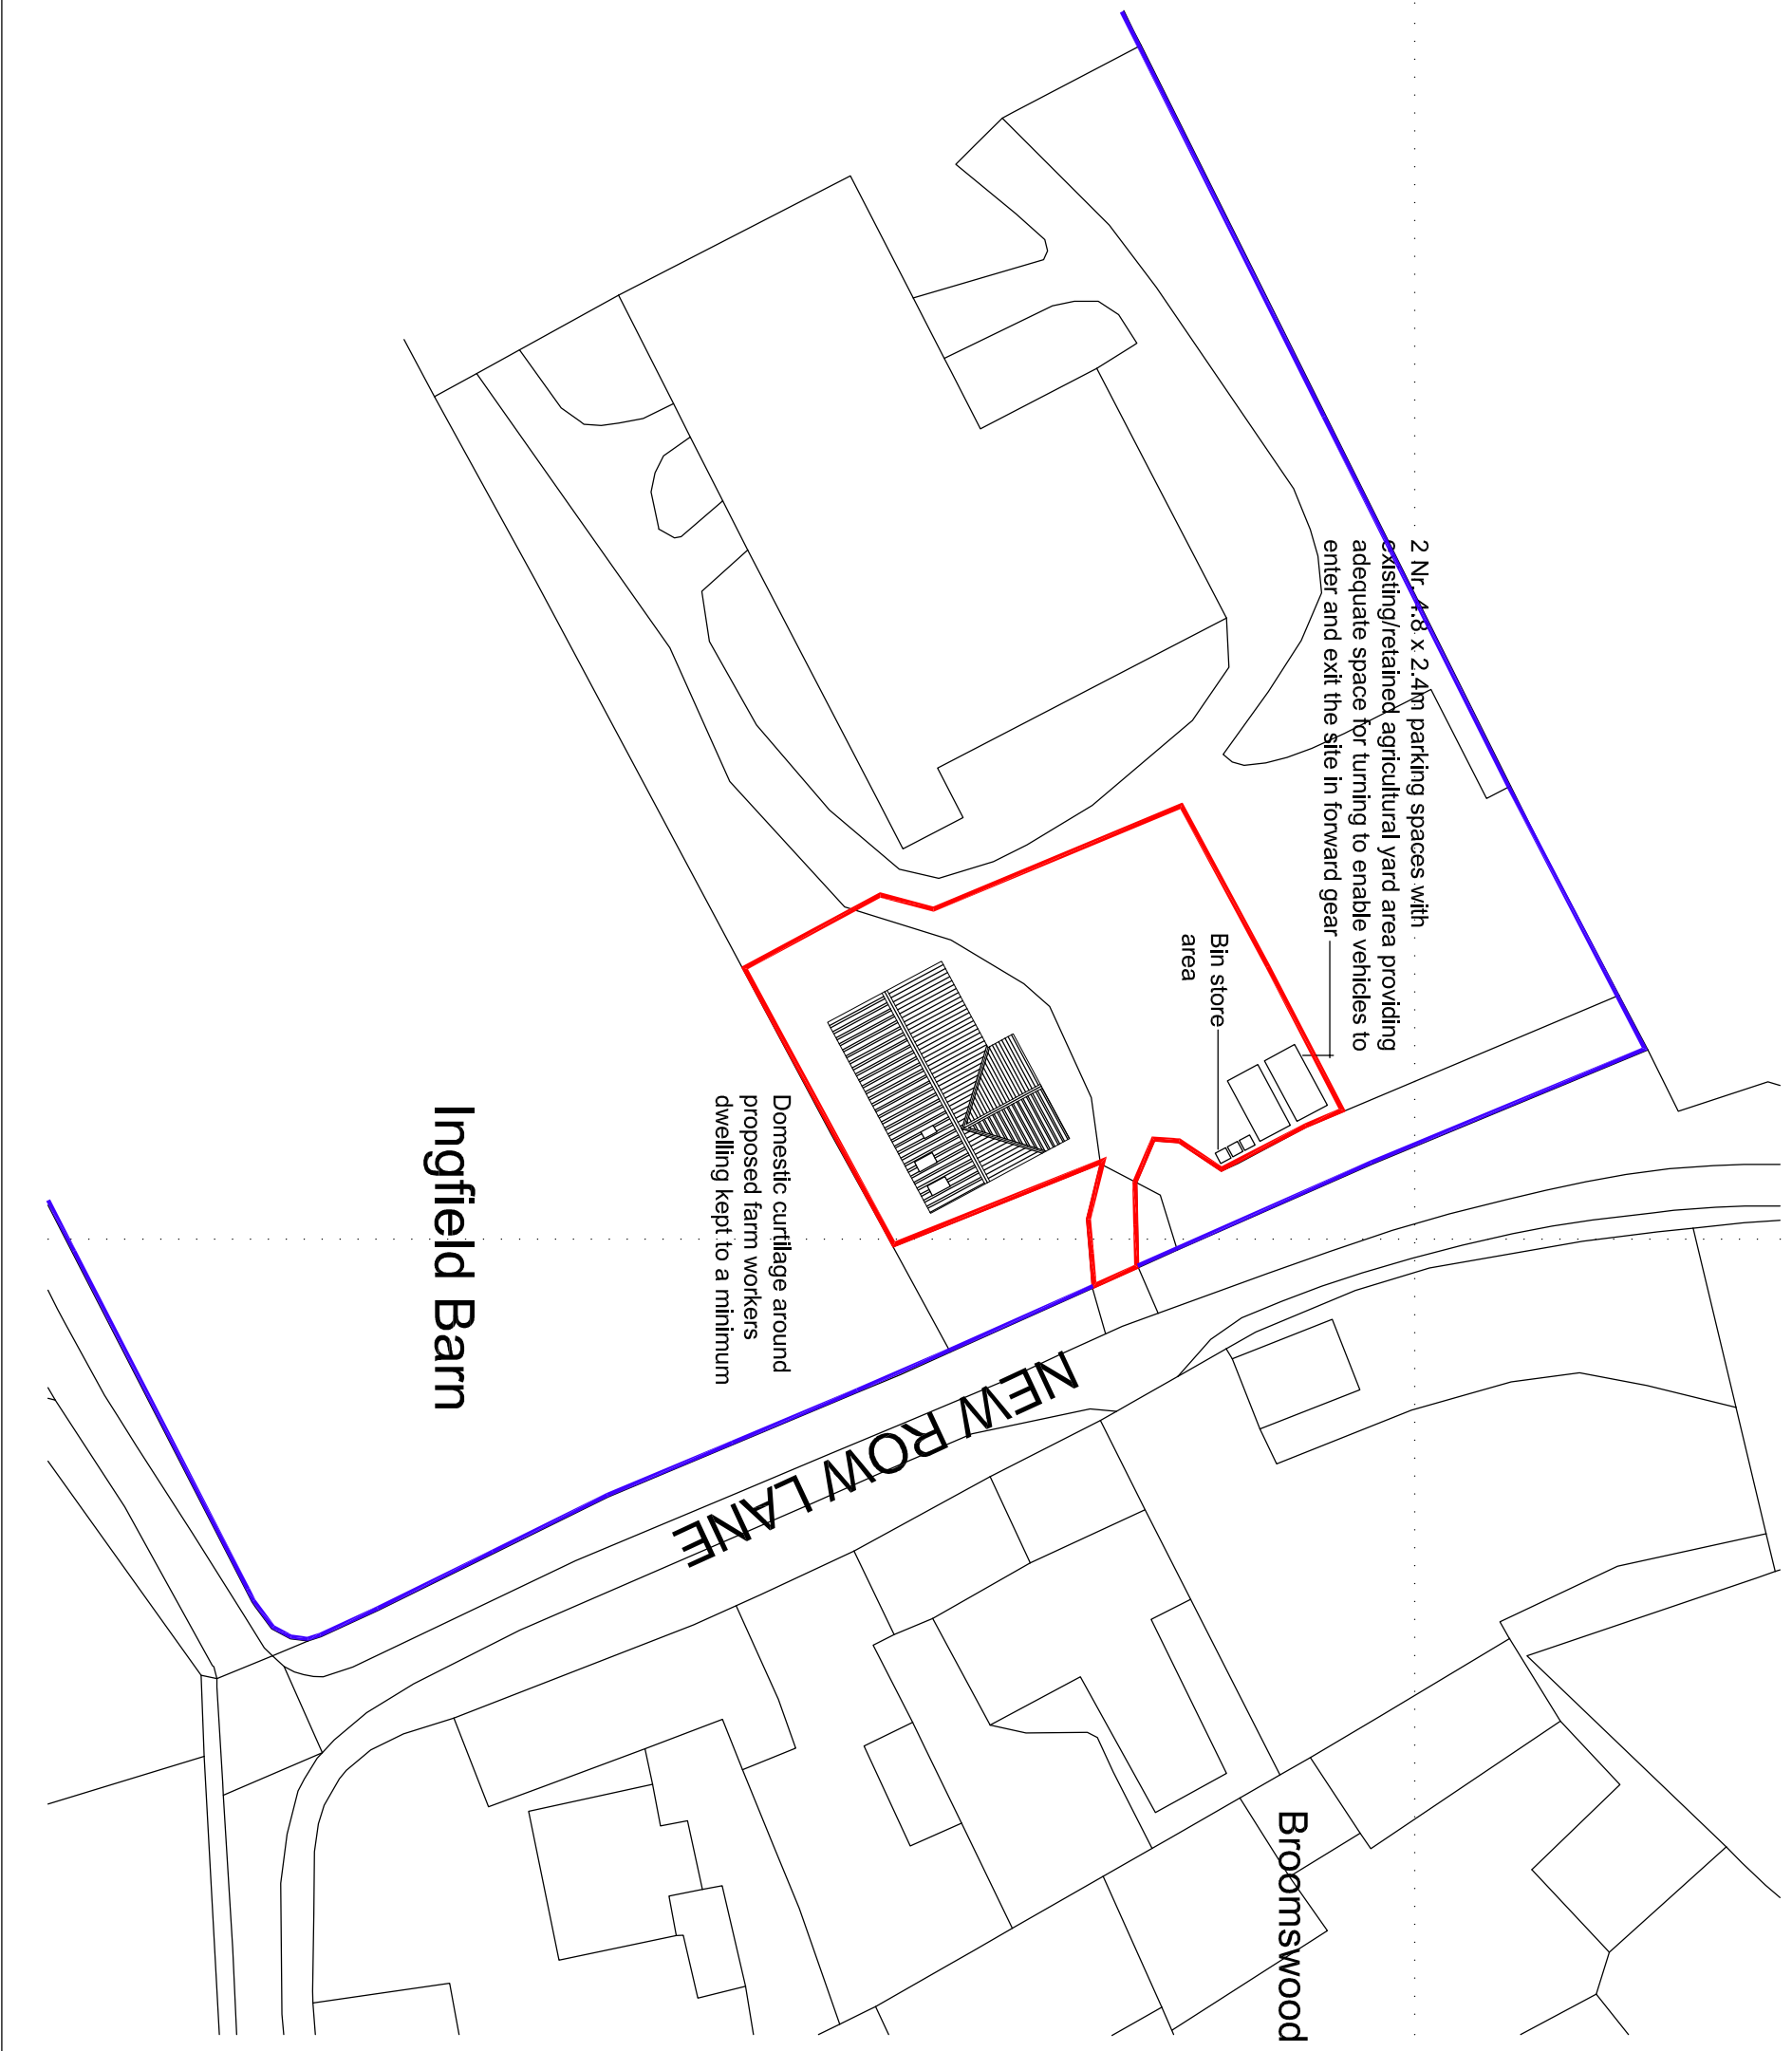 2 Nr. 4.8 x 2.4m parking spaces with
existing/retained agricultural yard area providing
adequate space for turning to enable vehicles to
enter and exit the site in forward gear
Bin store
area
Domestic curtilage around
proposed farm workers
dwelling kept to a minimum
Ingfield Barn
NEW ROW LANE
Broomswood